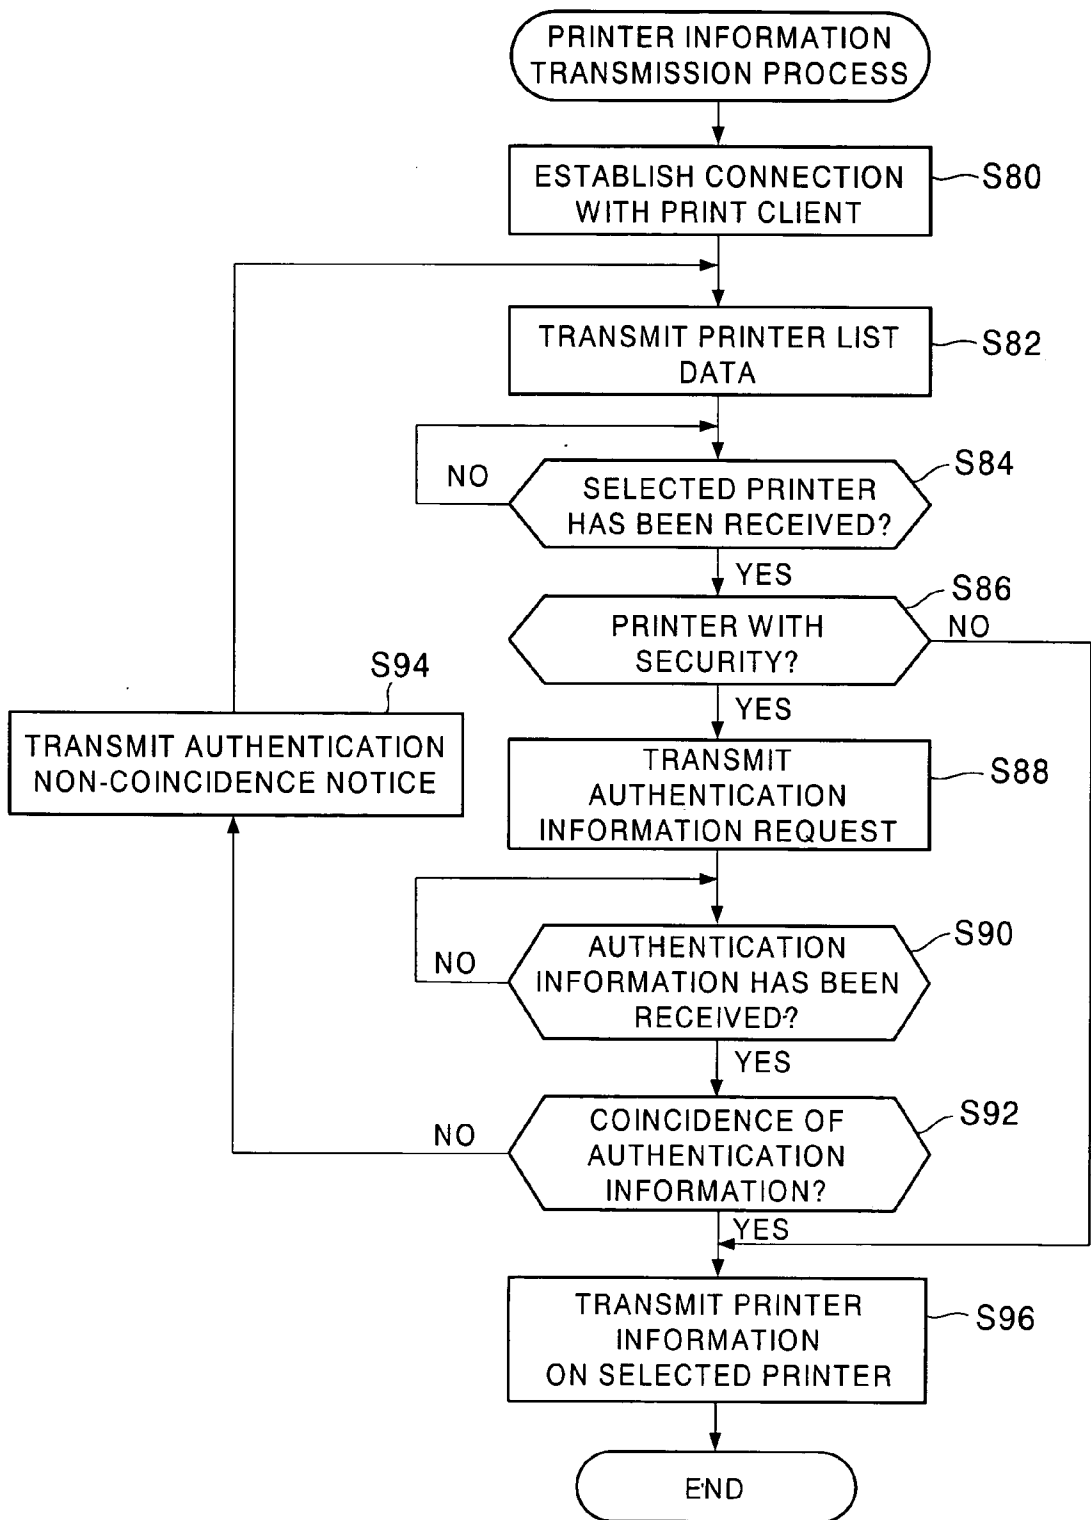 PRINTER INFORMATION
TRANSMISSION PROCESS
ESTABLISH CONNECTION
WITH PRINT CLIENT
S80
TRANSMIT PRINTER LIST
DATA
S82
SELECTED PRINTER
HAS BEEN RECEIVED?
S84
NO
YES
PRINTER WITH
SECURITY?
S86
NO
YES
S94
TRANSMIT AUTHENTICATION
NON-COINCIDENCE NOTICE
TRANSMIT
AUTHENTICATION
INFORMATION REQUEST
S88
AUTHENTICATION
INFORMATION HAS BEEN
RECEIVED?
S90
NO
YES
COINCIDENCE OF
AUTHENTICATION
INFORMATION?
S92
NO
YES
TRANSMIT PRINTER
INFORMATION
ON SELECTED PRINTER
S96
END